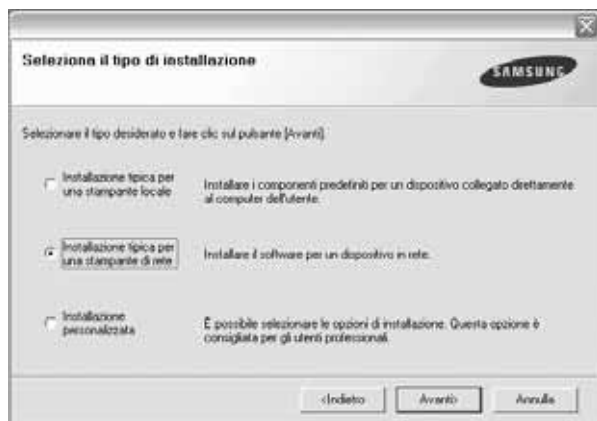 Seleziona il tipo di installazione
SAMSUNG
Selezionare il tipo desiderato e fare clic sul pulsante [Avanti].
Installazione tipica per
una stampante locale
Installare i componenti predefiniti per un dispositivo collegato direttamente
al computer dell'utente.
Installazione tipica per
una stampante di rete
Installare il software per un dispositivo in rete.
Installazione
personalizzata
È possibile selezionare le opzioni di installazione. Questa opzione è
consigliata per gli utenti professionali.
<Indietro
Avanti>
Annulla